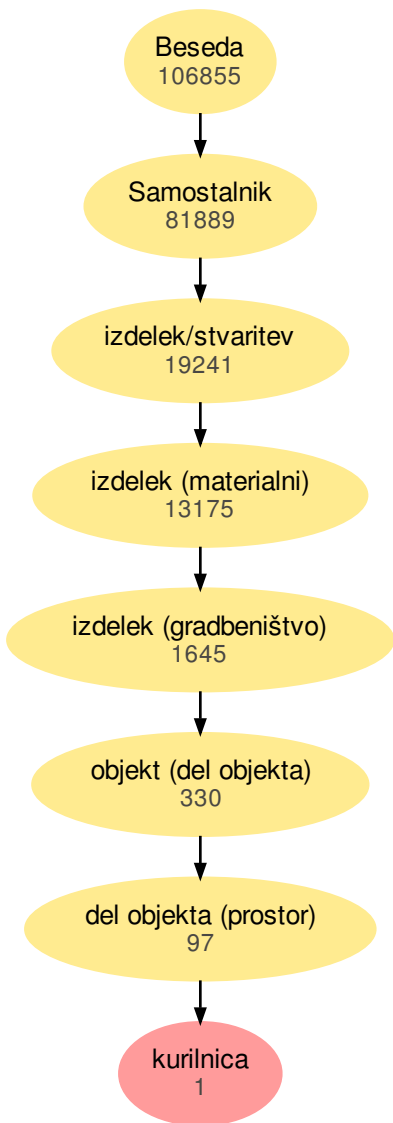 Beseda
106855
Samostalnik
81889
izdelek/stvaritev
19241
izdelek (materialni)
13175
izdelek (gradbeništvo)
1645
objekt (del objekta)
330
del objekta (prostor)
97
kurilnica
1